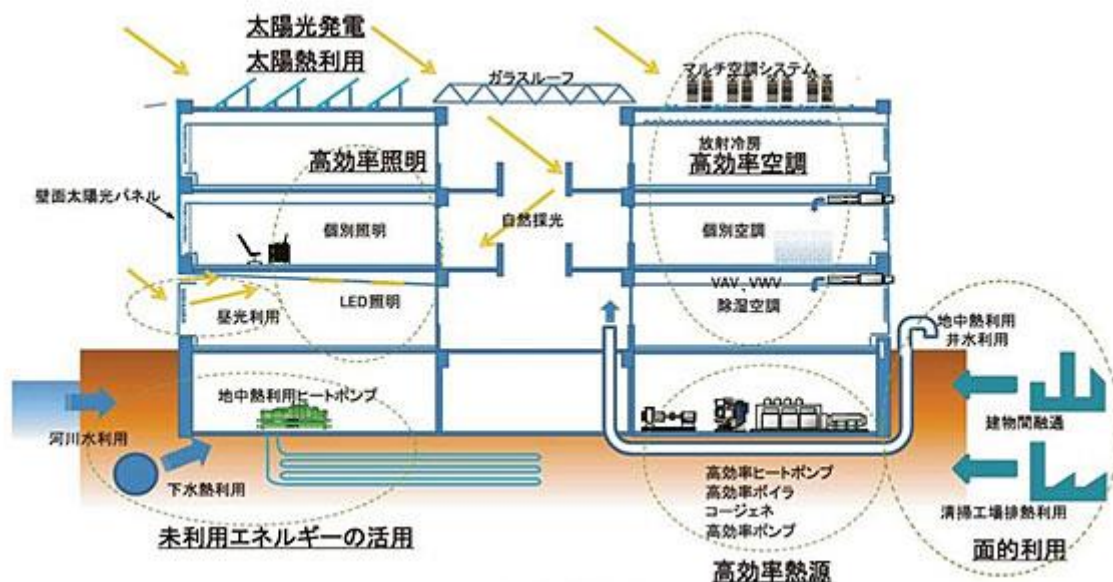 太陽光発電
太陽熱利用
ガラスルーフ
マルチ空調システム
放射冷房
高効率照明
高効率空調
壁面太陽光パネル
個別照明
自然採光
個別空調
LED照明
VAV、VWV
除湿空調
昼光利用
地中熱利用
井水利用
地中熱利用ヒートポンプ
河川水利用
建物間融通
下水熱利用
高効率ヒートポンプ
高効率ボイラ
コージェネ
高効率ポンプ
清掃工場排熱利用
未利用エネルギーの活用
面的利用
高効率熱源